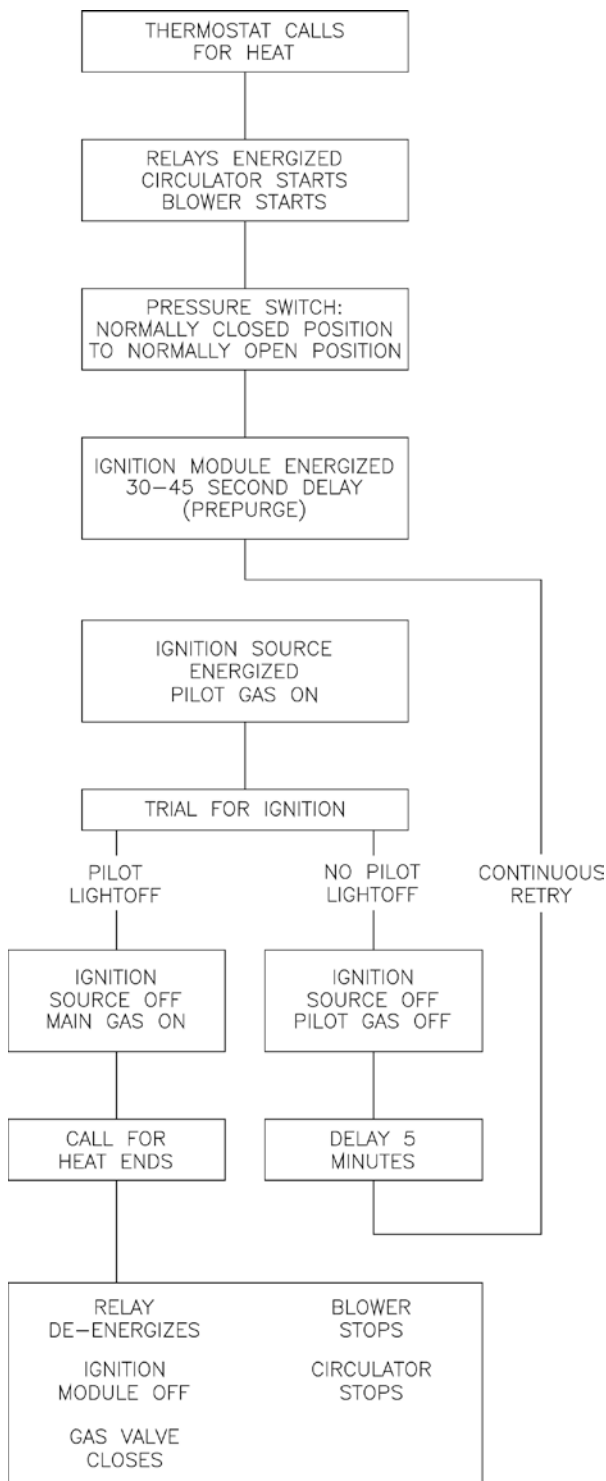 THERMOSTAT CALLS
FOR HEAT
RELAYS ENERGIZED
CIRCULATOR STARTS
BLOWER STARTS
PRESSURE SWITCH:
NORMALLY CLOSED POSITION
TO NORMALLY OPEN POSITION
IGNITION MODULE ENERGIZED
30-45 SECOND DELAY
(PREPURGE)
IGNITION SOURCE
ENERGIZED
PILOT GAS ON
TRIAL FOR IGNITION
PILOT
LIGHTOFF
NO PILOT
LIGHTOFF
CONTINUOUS
RETRY
IGNITION
SOURCE OFF
MAIN GAS ON
IGNITION
SOURCE OFF
PILOT GAS OFF
CALL FOR
HEAT ENDS
DELAY 5
MINUTES
RELAY
DE-ENERGIZES
IGNITION
MODULE OFF
GAS VALVE
CLOSES
BLOWER
STOPS
CIRCULATOR
STOPS